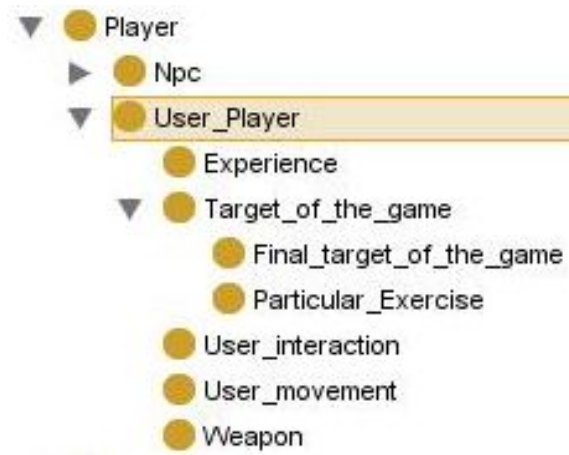 Player
Npc
User_Player
Experience
Target_of_the_game
Final_target_of_the_game
Particular_Exercise
User_interaction
User_movement
Weapon